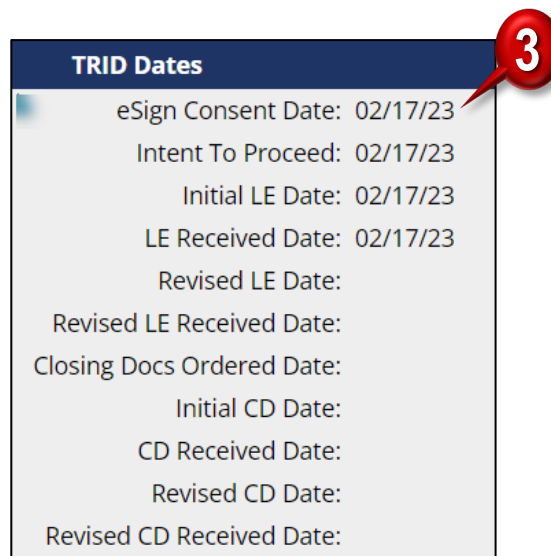 TRID Dates
3
eSign Consent Date: 02/17/23
Intent To Proceed: 02/17/23
Initial LE Date: 02/17/23
LE Received Date: 02/17/23
Revised LE Date:
Revised LE Received Date:
Closing Docs Ordered Date:
Initial CD Date:
CD Received Date:
Revised CD Date:
Revised CD Received Date: